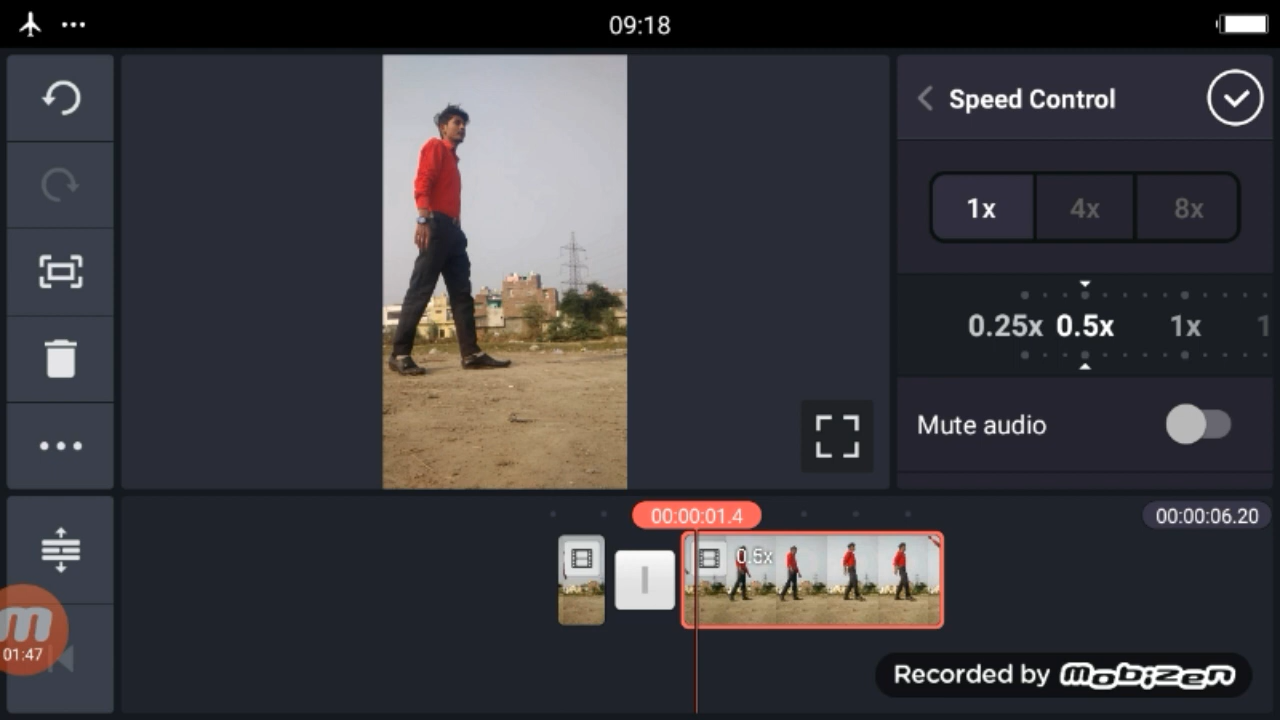 09:18
Speed Control
1x 4x 8x
0.25x 0.5x 1x 1
Mute audio
00:00:01.4
00:00:06.20
0.5x
01:47
Recorded by mobizen